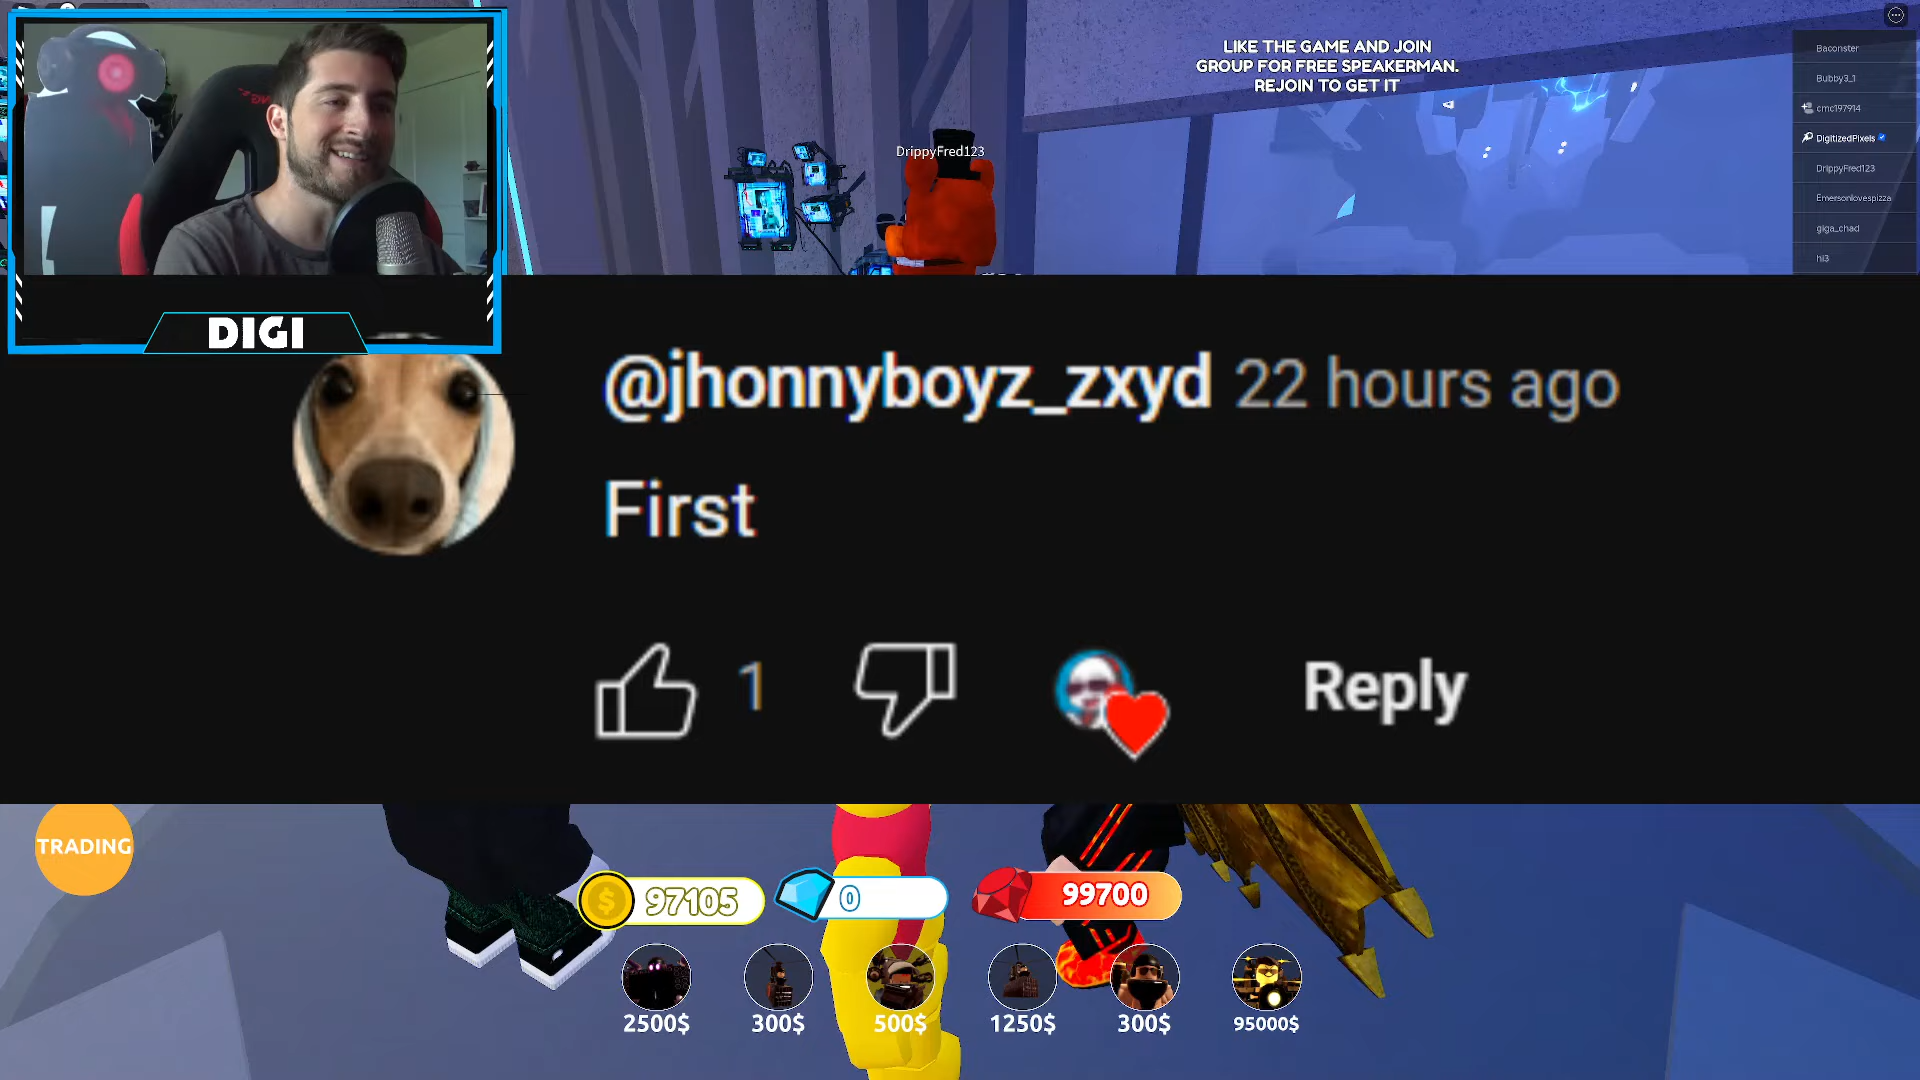 LIKE THE GAME AND JOIN
GROUP FOR FREE SPEAKERMAN.
REJOIN TO GET IT
Baconster
Bubby3_1
cmc197914
DigitizedPixels
DrippyFred123
Emersonlovespizza
giga_chad
hi3
DrippyFred123
DIGI
@jhonnyboyz_zxyd 22 hours ago
First
1
Reply
TRADING
$ 97105
0
99700
2500$
300$
500$
1250$
300$
95000$